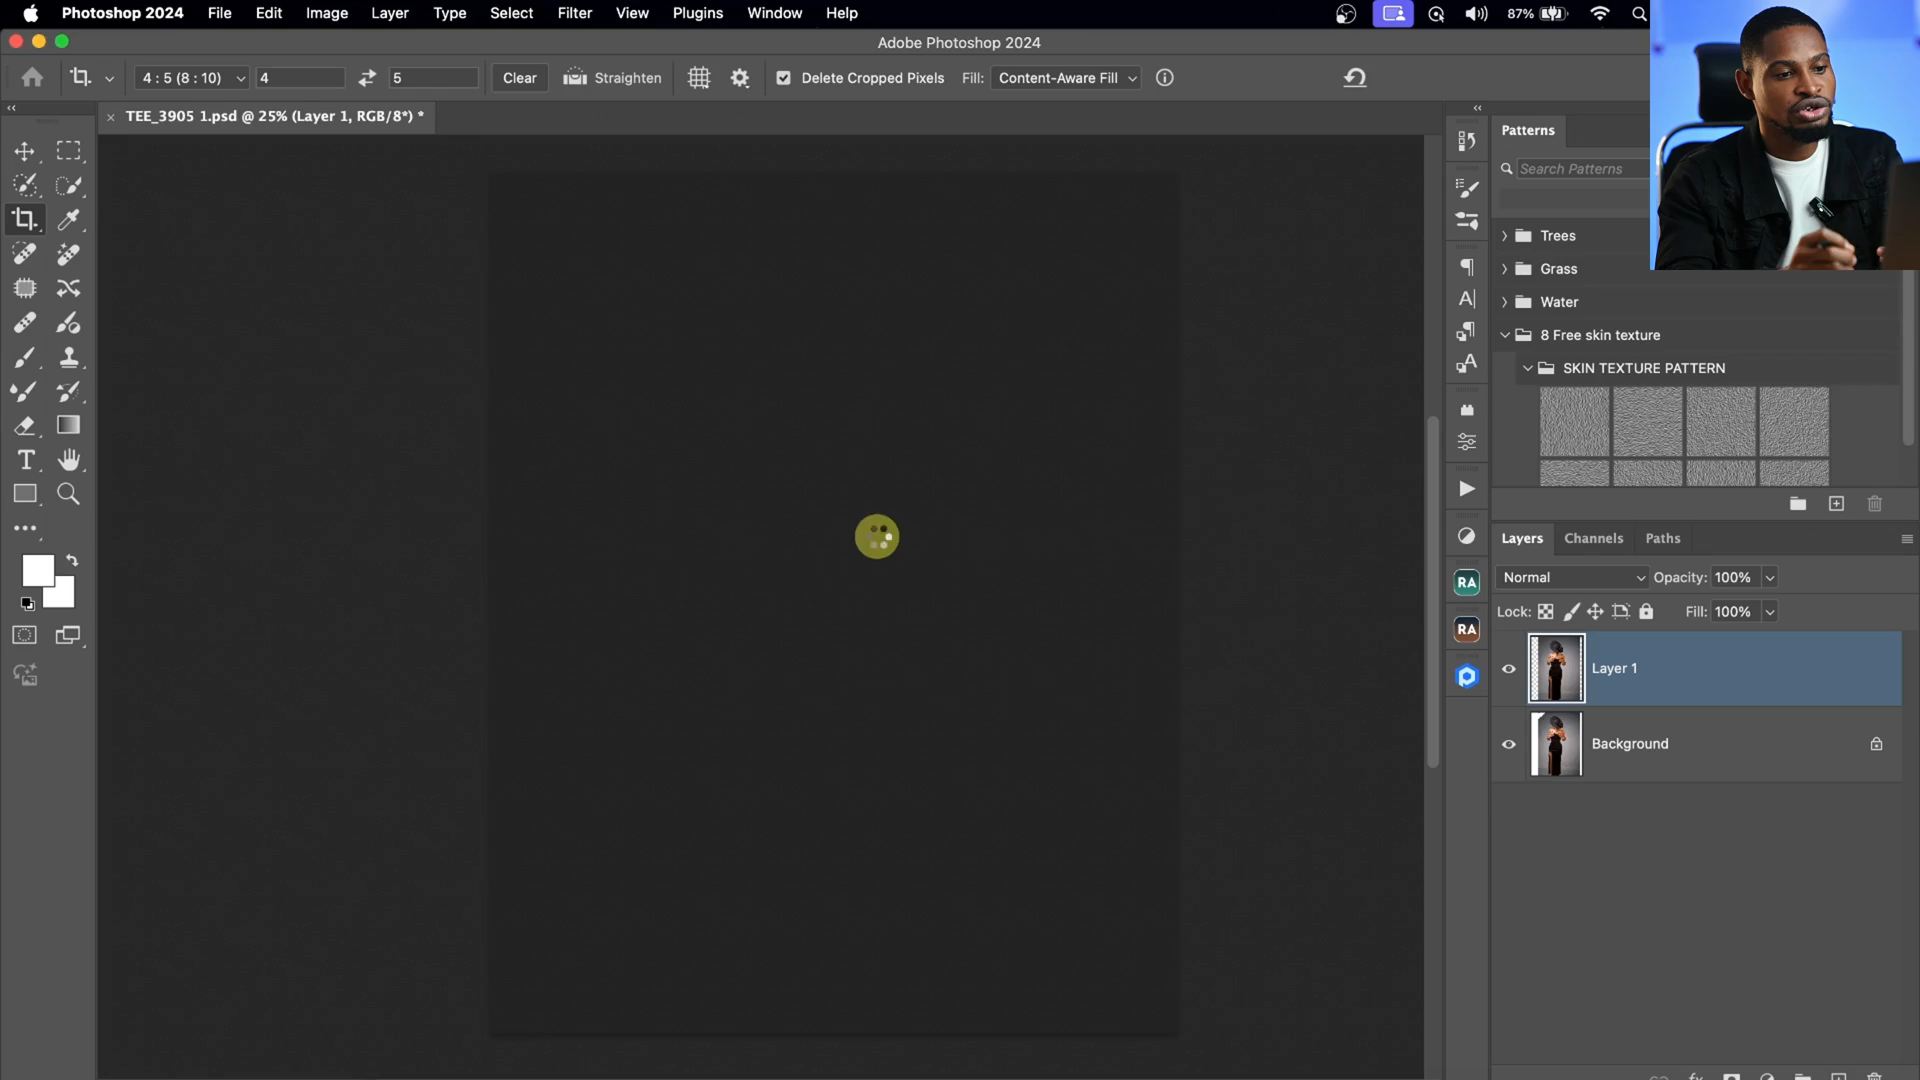 Photoshop 2024 File Edit Image Layer Type Select Filter View Plugins Window Help 87%
Adobe Photoshop 2024
4 : 5 (8 : 10) 4 5 Clear Straighten Delete Cropped Pixels Fill: Content-Aware Fill
TEE_3905 1.psd @ 25% (Layer 1, RGB/8*) *
Patterns
Search Patterns
Trees
Grass
Water
8 Free skin texture
SKIN TEXTURE PATTERN
Layers Channels Paths
Normal Opacity: 100%
Lock: Fill: 100%
RA
RA
Layer 1
Background